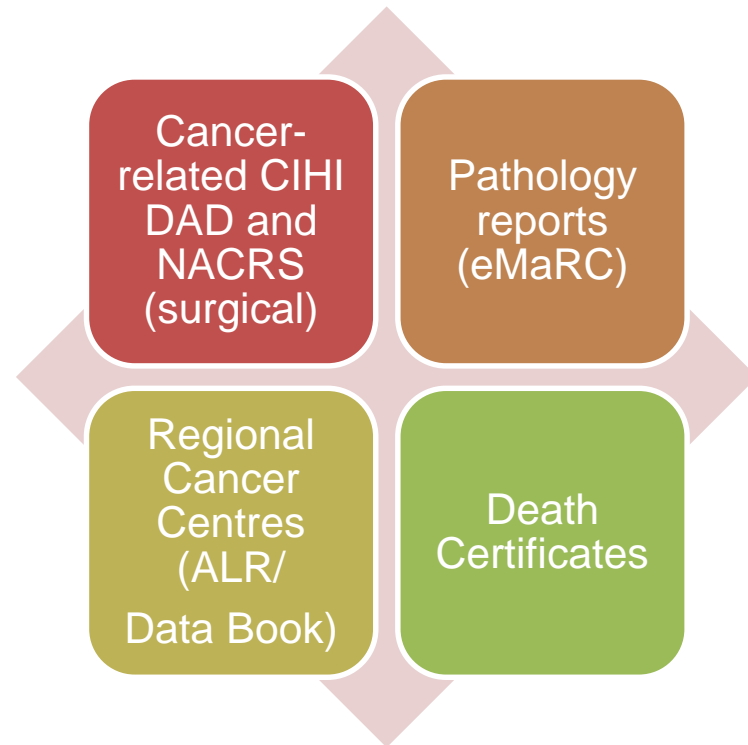 Cancer-
related CIHI
DAD and
NACRS
(surgical)
Pathology
reports
(eMaRC)
Regional
Cancer
Centres
(ALR/
Data Book)
Death
Certificates